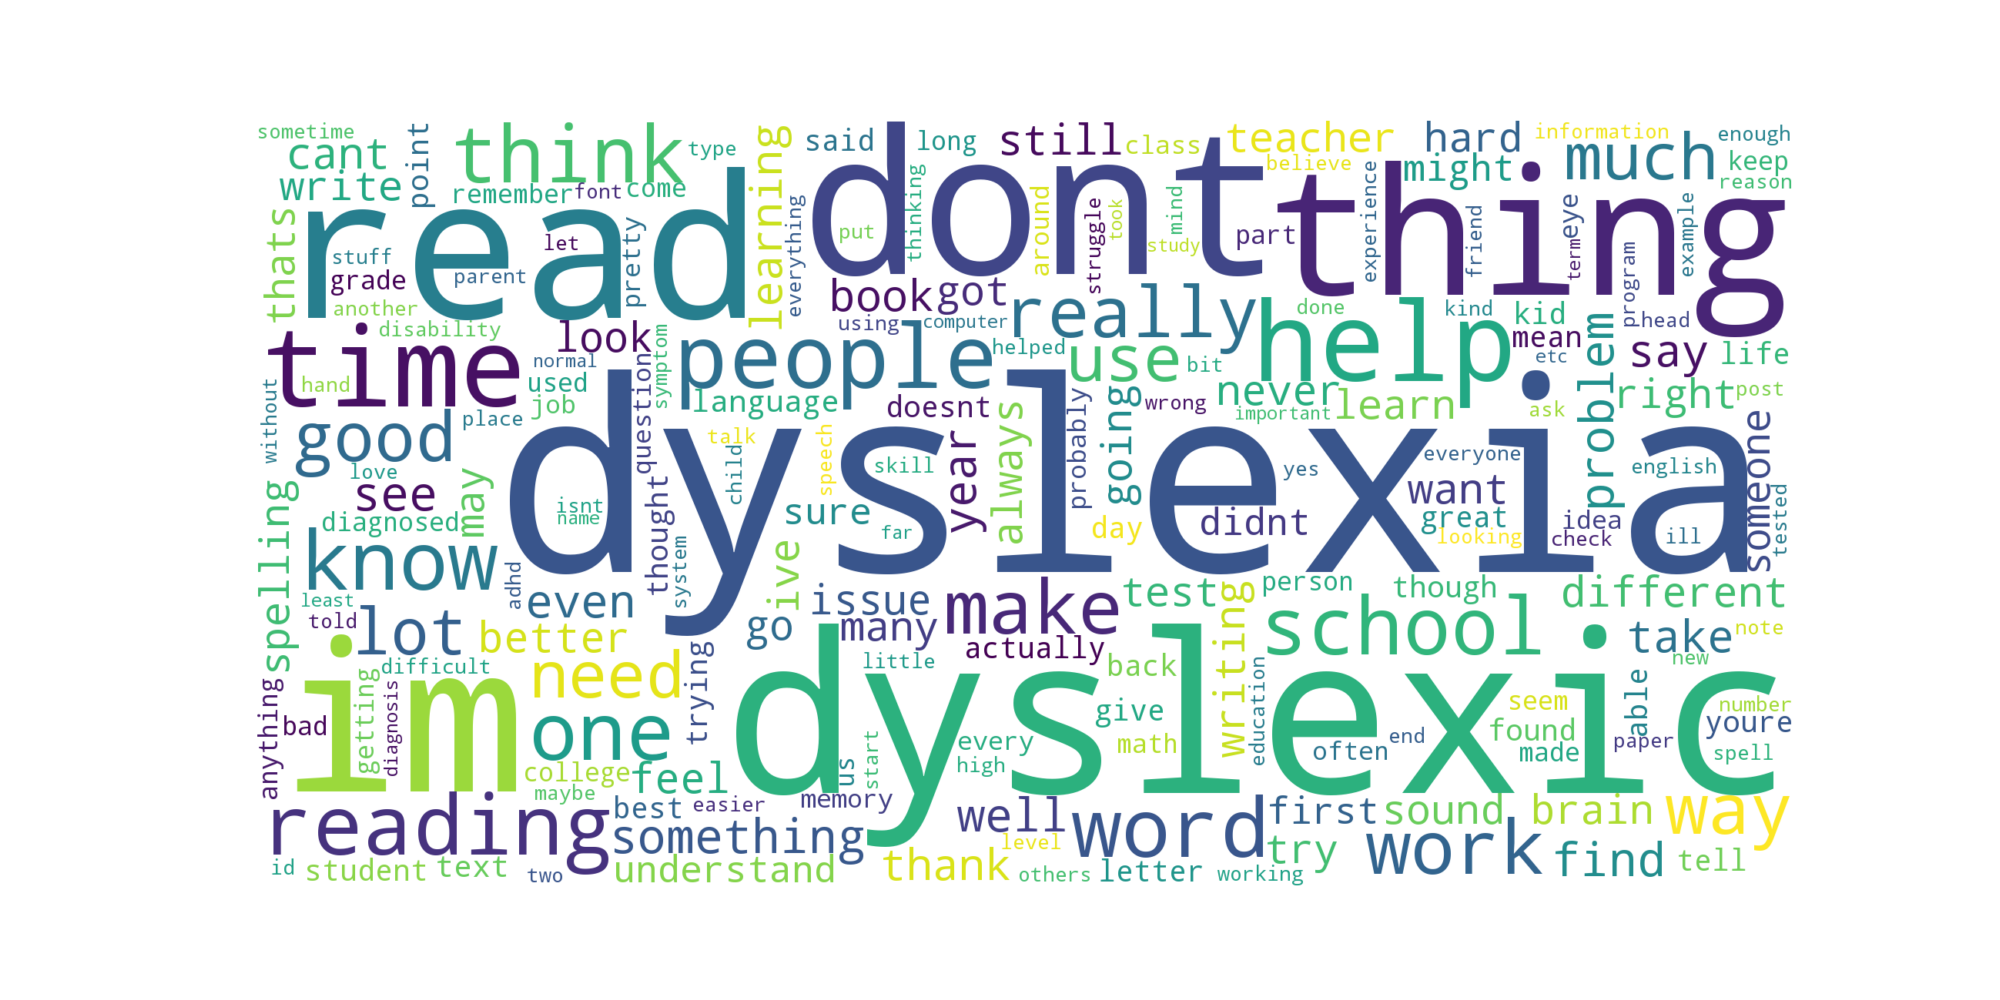 sometime
cant
point
think
type
learning
said
long
still
class
teacher
hard
information
enough
write
remember
font
come
dont
believe
might
much
keep
reason
thats
read
let
pretty
everything
put
thinking
around
struggle
took
mind
study
part
thing
experience
eye
term
friend
program
example
stuff
grade
parent
another
disability
book
got
really
help
done
kind
kid
mean
etc
head
problem
say
life
time
look
using
computer
helped
normal
symptom
people
use
bit
hand
used
job
question
language
doesnt
always
wrong
never
important
learn
ask
right
post
without
place
good
talk
speech
year
going
probably
dyslexia
yes
everyone
english
someone
love
see
may
isnt
name
child
skill
sure
far
day
didnt
want
great
looking
idea
check
ill
tested
spelling
diagnosed
know
adhd
thought
system
ive
least
told
lot
even
better
go
issue
many
make
actually
test
person
though
different
school
take
note
new
im
difficult
getting
diagnosis
need
trying
little
back
writing
education
dyslexic
anything
bad
one
us
start
every
high
give
math
often
end
seem
found
made
able
paper
number
youre
spell
college
maybe
feel
reading
best
easier
memory
something
well
level
word
first
sound
brain
way
id
student
text
two
understand
thank
others
letter
try
working
work
find
tell